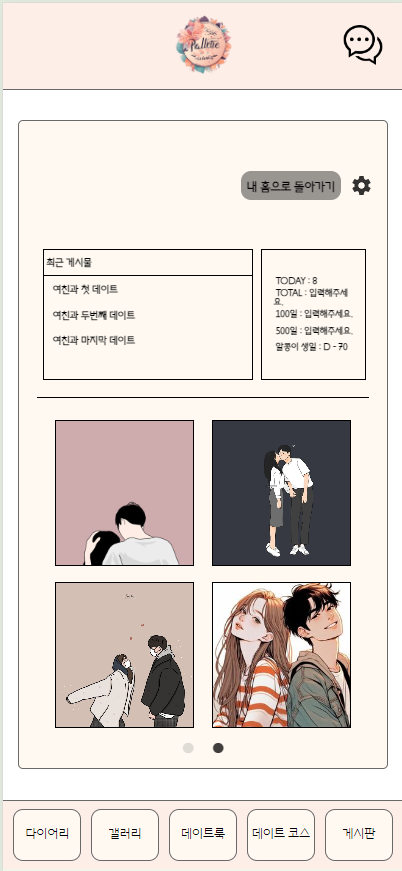 Pallette
내 홈으로 돌아가기
최근 게시물
여친과 첫 데이트
여친과 두번째 데이트
여친과 마지막 데이트
TODAY : 8
TOTAL : 입력해주세
요.
100일 : 입력해주세요.
500일 : 입력해주세요.
알콩이 생일 : D - 70
다이어리
갤러리
데이트룩
데이트 코스
게시판